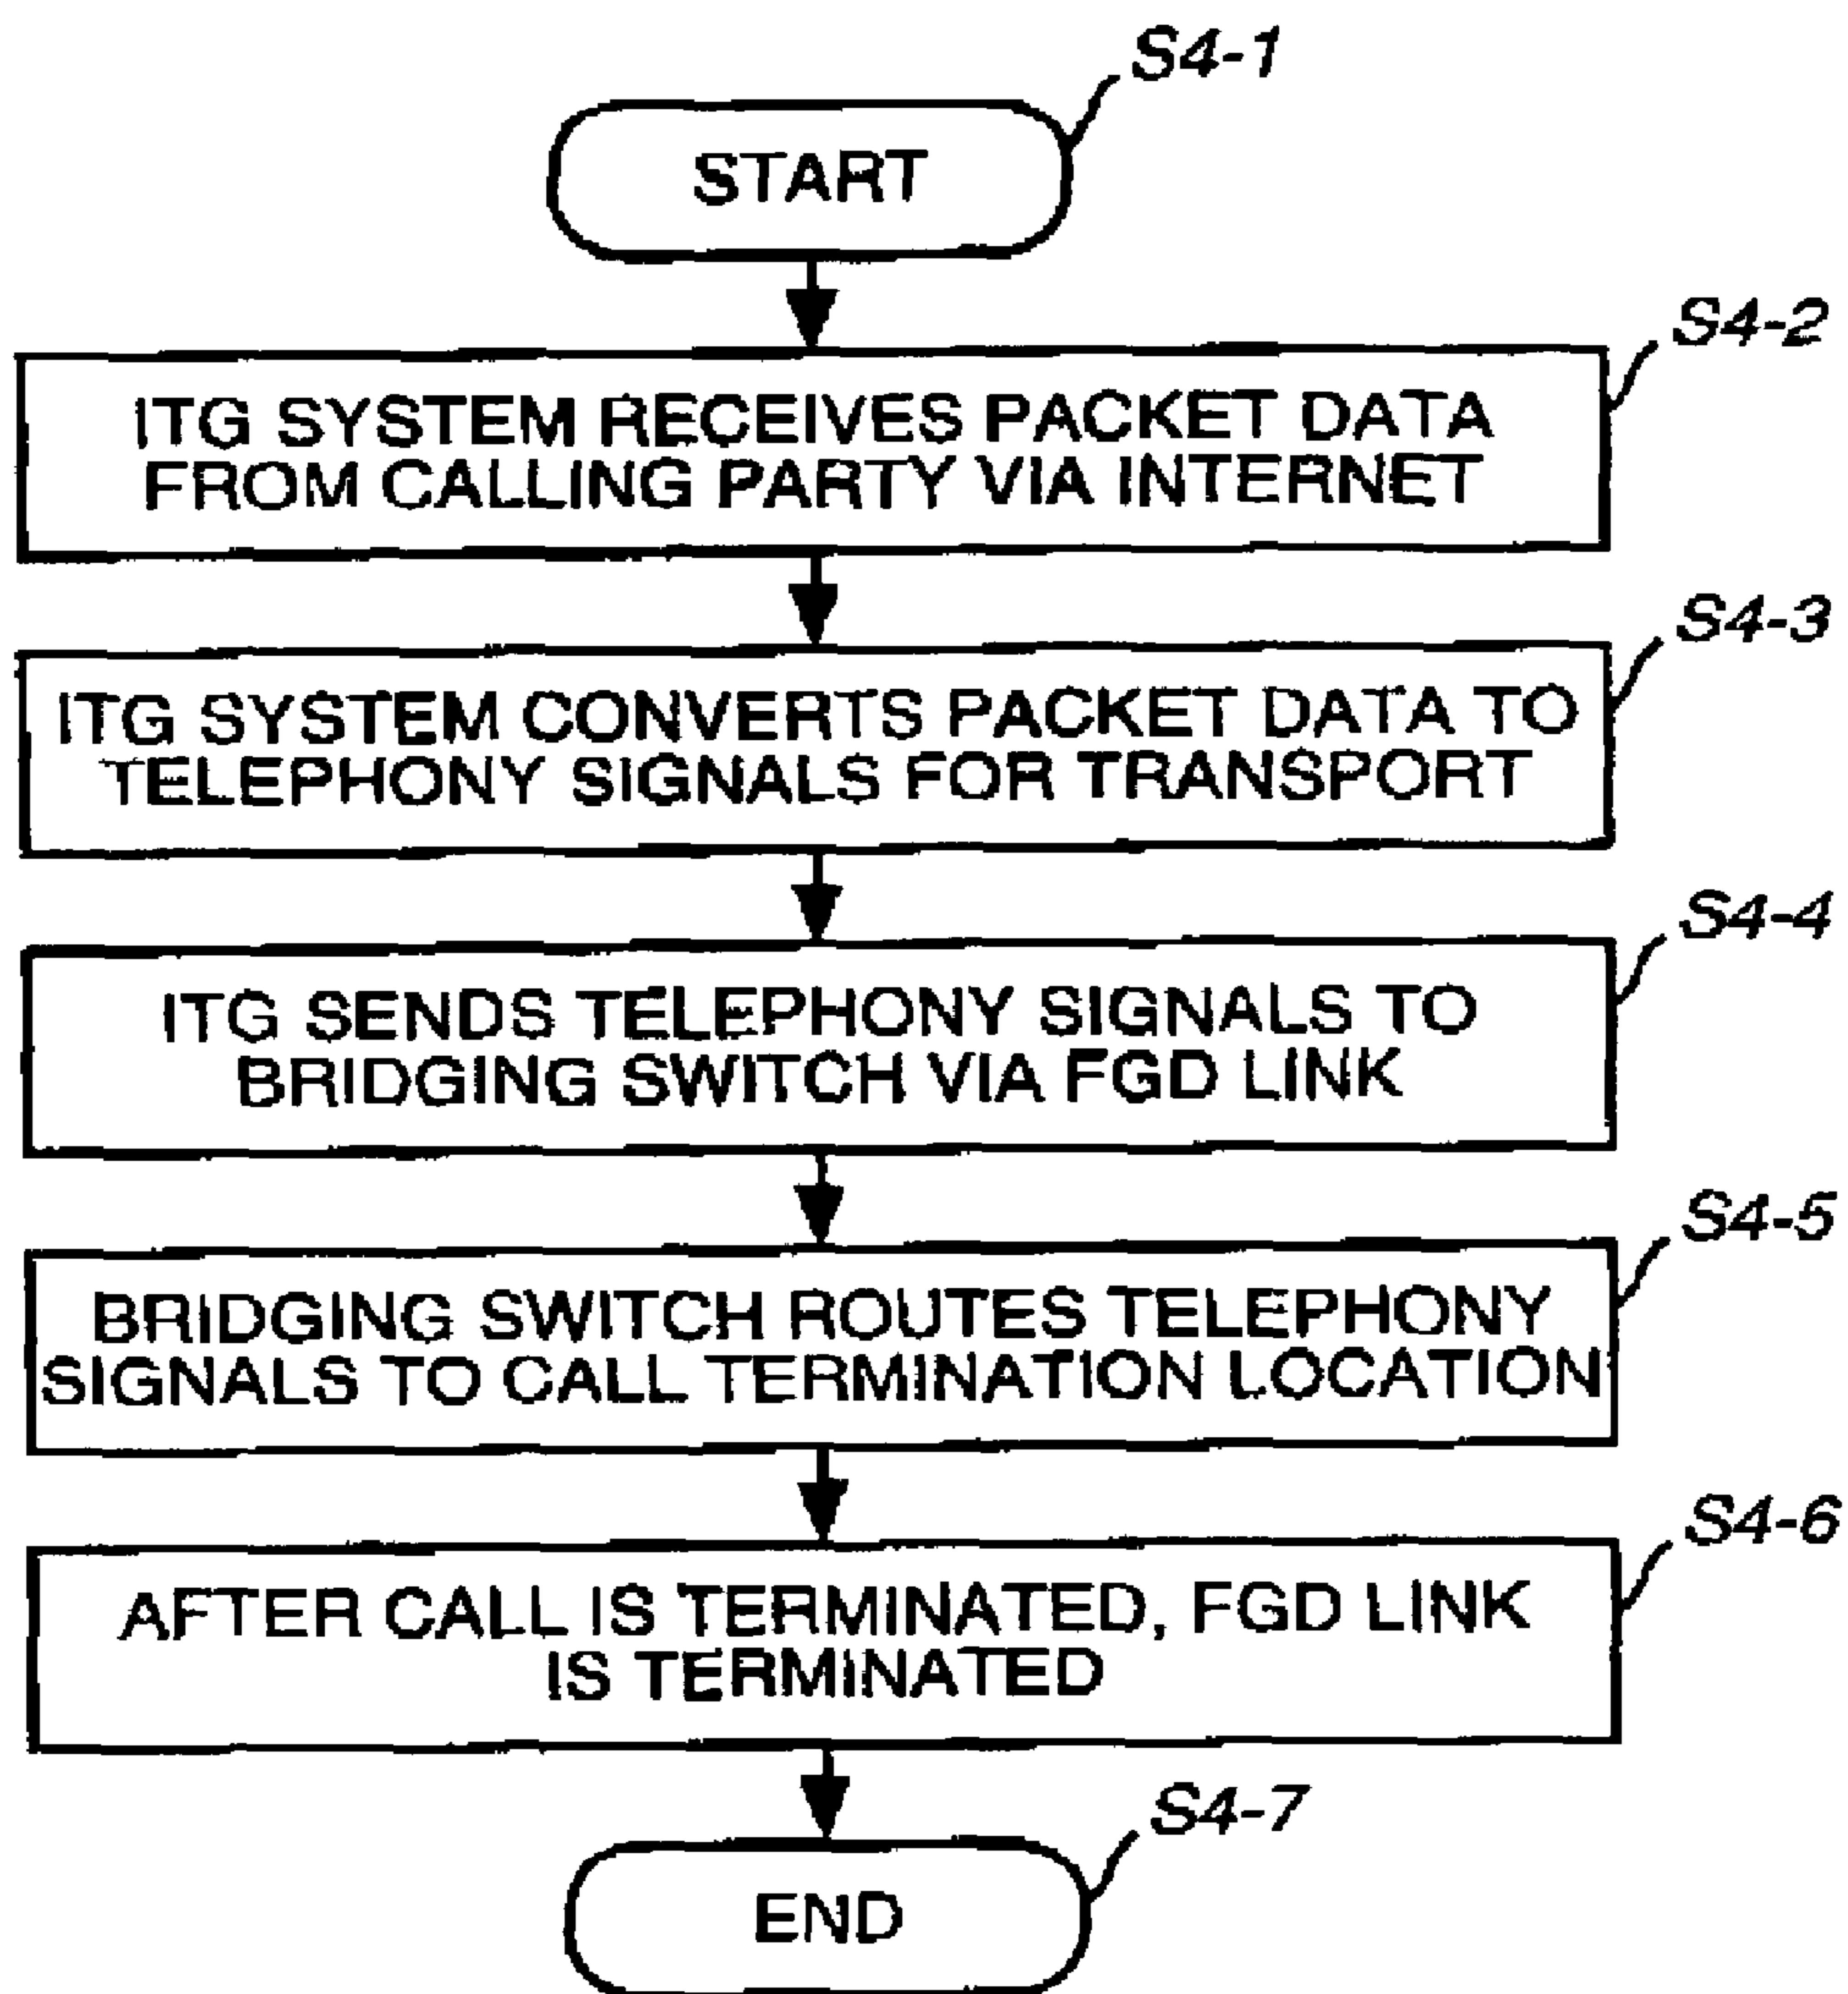 S4-1
START
S4-2
ITG SYSTEM RECEIVES PACKET DATA
FROM CALLING PARTY VIA INTERNET
S4-3
ITG SYSTEM CONVERTS PACKET DATA TO
TELEPHONY SIGNALS FOR TRANSPORT
S4-4
ITG SENDS TELEPHONY SIGNALS TO
BRIDGING SWITCH VIA FGD LINK
S4-5
BRIDGING SWITCH ROUTES TELEPHONY
SIGNALS TO CALL TERMINATION LOCATION
S4-6
AFTER CALL IS TERMINATED, FGD LINK
IS TERMINATED
S4-7
END